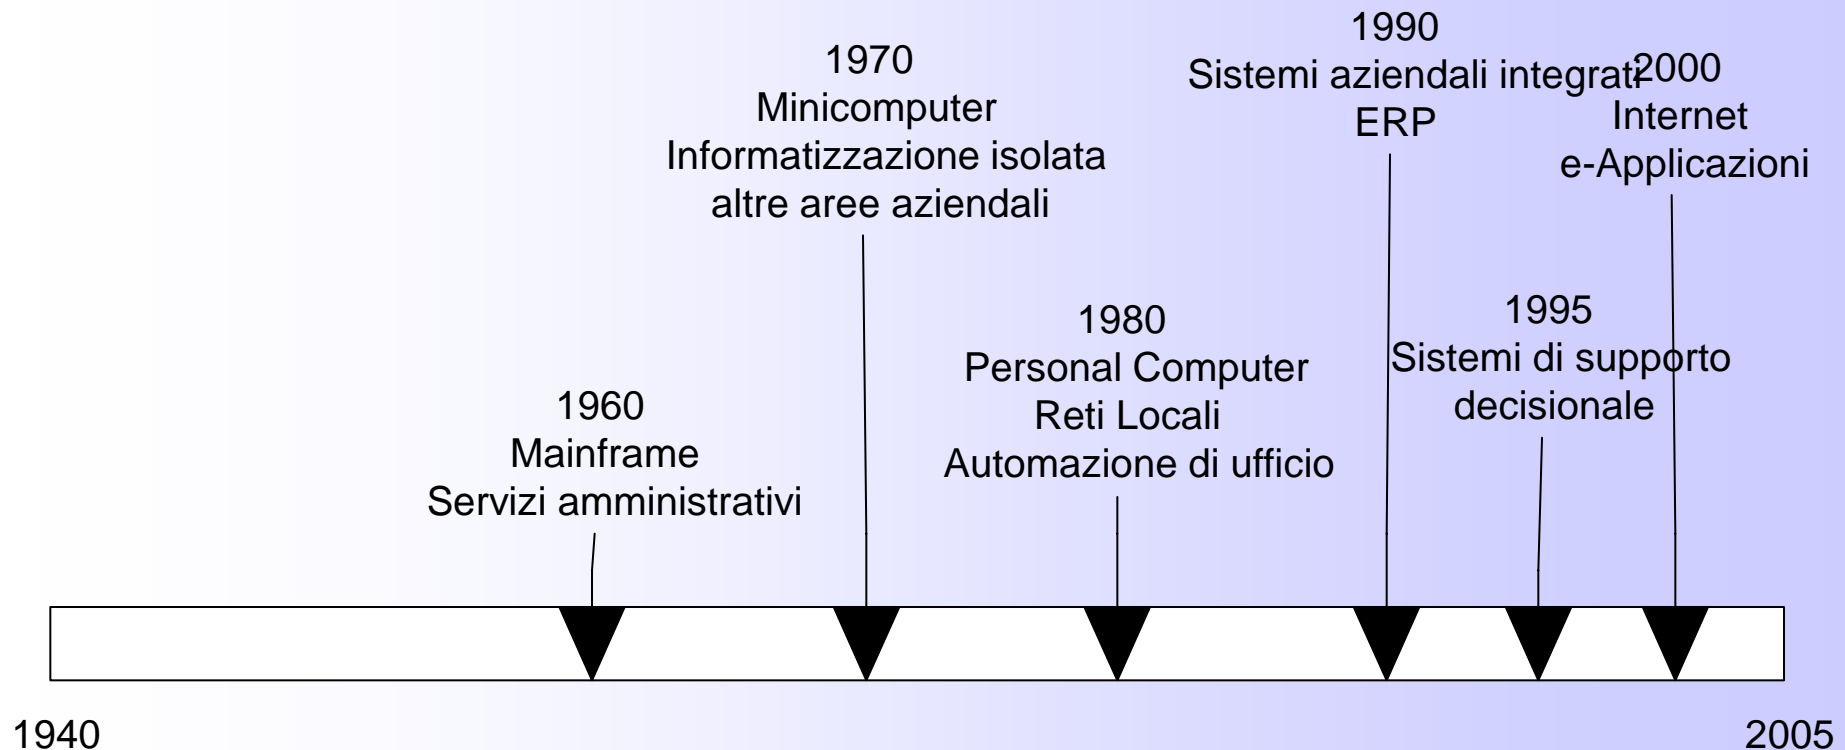 1960
Mainframe
Servizi amministrativi
1970
Minicomputer
Informatizzazione isolata
altre aree aziendali
1980
Personal Computer
Reti Locali
Automazione di ufficio
1990
Sistemi aziendali integrati
ERP
1995
Sistemi di supporto
decisionale
2000
Internet
e-Applicazioni
1940
2005